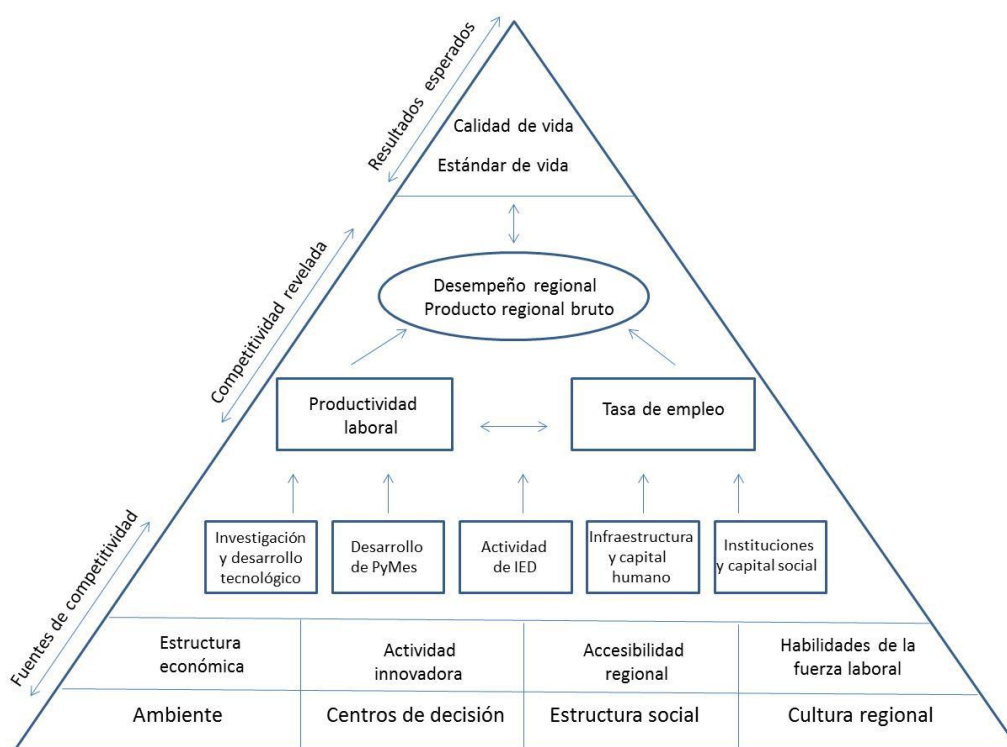 Resultados esperados
Calidad de vida
Estándar de vida
Competitividad revelada
Desempeño regional
Producto regional bruto
Productividad
laboral
Tasa de empleo
Fuentes de competitividad
Investigación
y desarrollo
tecnológico
Desarrollo
de PyMes
Actividad
de IED
Infraestructura
y capital
humano
Instituciones
y capital social
Estructura
económica
Actividad
innovadora
Accesibilidad
regional
Habilidades de la
fuerza laboral
Ambiente
Centros de decisión
Estructura social
Cultura regional